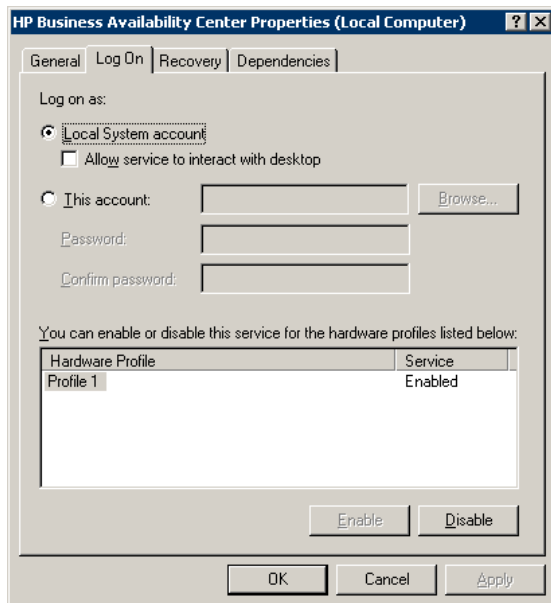 HP Business Availability Center Properties (Local Computer)
General Log On Recovery Dependencies
Log on as:
Local System account
Allow service to interact with desktop
This account:
Browse...
Password:
Confirm password:
You can enable or disable this service for the hardware profiles listed below:
Hardware Profile Service
Profile 1 Enabled
Enable Disable
OK Cancel Apply